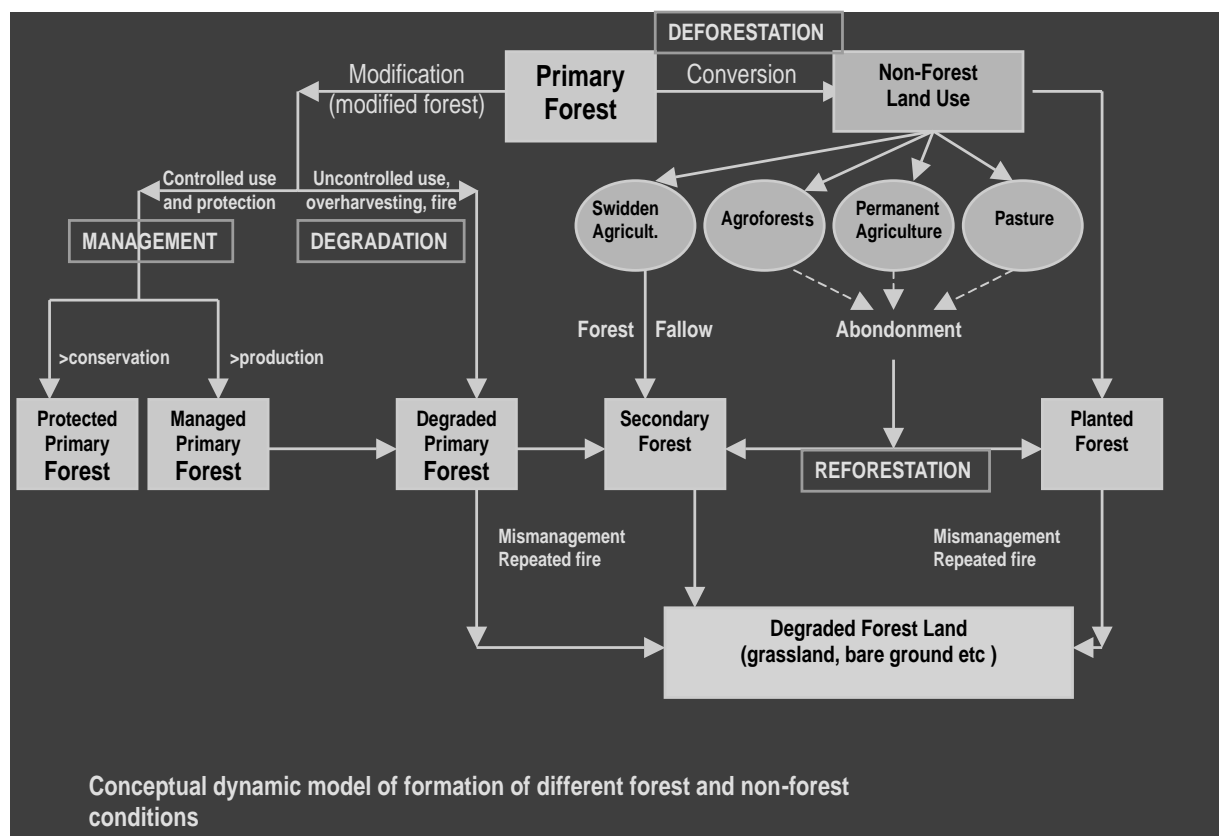 DEFORESTATION
Modification
(modified forest)
Primary
Forest
Conversion
Non-Forest
Land Use
Controlled use
and protection
Uncontrolled use,
overharvesting, fire
MANAGEMENT
DEGRADATION
Swidden
Agricult.
Agroforests
Permanent
Agriculture
Pasture
Forest
Fallow
Abondonment
>conservation
>production
Protected
Primary
Forest
Managed
Primary
Forest
Degraded
Primary
Forest
Secondary
Forest
REFORESTATION
Planted
Forest
Mismanagement
Repeated fire
Mismanagement
Repeated fire
Degraded Forest Land
(grassland, bare ground etc )
Conceptual dynamic model of formation of different forest and non-forest
conditions